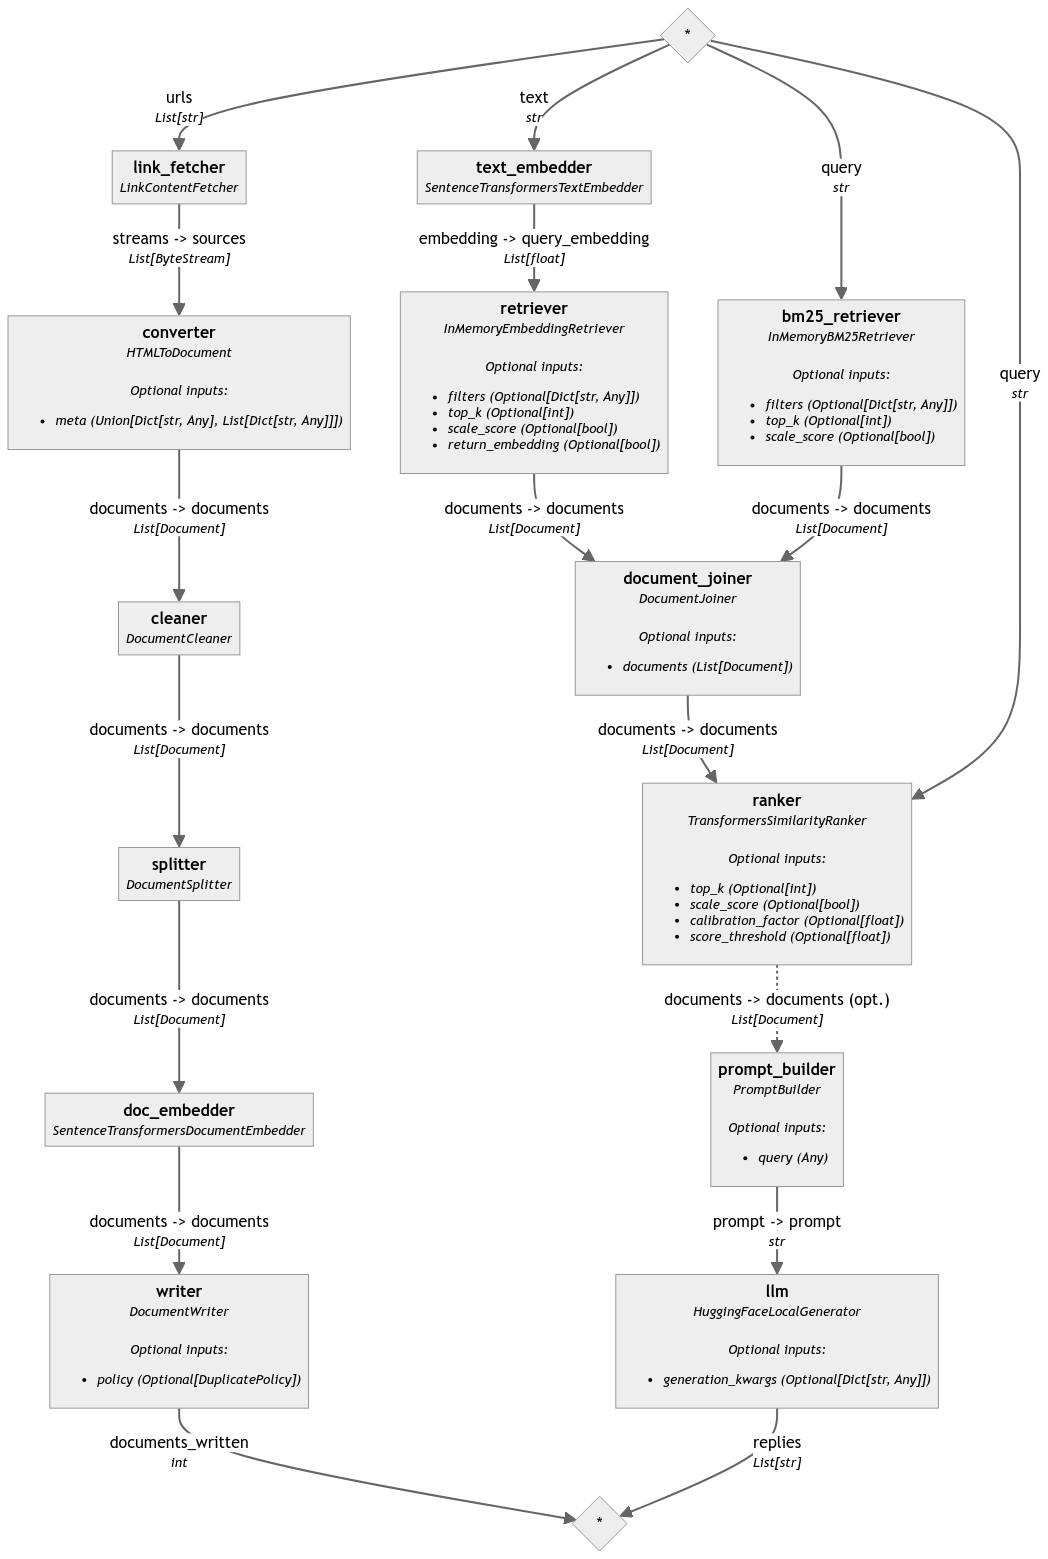 *
urls
List[str]
text
str
query
str
query
str
link_fetcher
LinkContentFetcher
text_embedder
SentenceTransformersTextEmbedder
streams -> sources
List[ByteStream]
embedding -> query_embedding
List[float]
converter
HTMLToDocument
Optional inputs:
• meta (Union[Dict[str, Any], List[Dict[str, Any]]])
retriever
InMemoryEmbeddingRetriever
Optional inputs:
• filters (Optional[Dict[str, Any]])
• top_k (Optional[int])
• scale_score (Optional[bool])
• return_embedding (Optional[bool])
bm25_retriever
InMemoryBM25Retriever
Optional inputs:
• filters (Optional[Dict[str, Any]])
• top_k (Optional[int])
• scale_score (Optional[bool])
documents -> documents
List[Document]
documents -> documents
List[Document]
documents -> documents
List[Document]
cleaner
DocumentCleaner
document_joiner
DocumentJoiner
Optional inputs:
• documents (List[Document])
documents -> documents
List[Document]
documents -> documents
List[Document]
splitter
DocumentSplitter
ranker
TransformersSimilarityRanker
Optional inputs:
• top_k (Optional[int])
• scale_score (Optional[bool])
• calibration_factor (Optional[float])
• score_threshold (Optional[float])
documents -> documents
List[Document]
documents -> documents (opt.)
List[Document]
doc_embedder
SentenceTransformersDocumentEmbedder
prompt_builder
PromptBuilder
Optional inputs:
• query (Any)
documents -> documents
List[Document]
prompt -> prompt
str
writer
DocumentWriter
Optional inputs:
• policy (Optional[DuplicatePolicy])
llm
HuggingFaceLocalGenerator
Optional inputs:
• generation_kwargs (Optional[Dict[str, Any]])
documents_written
int
replies
List[str]
*